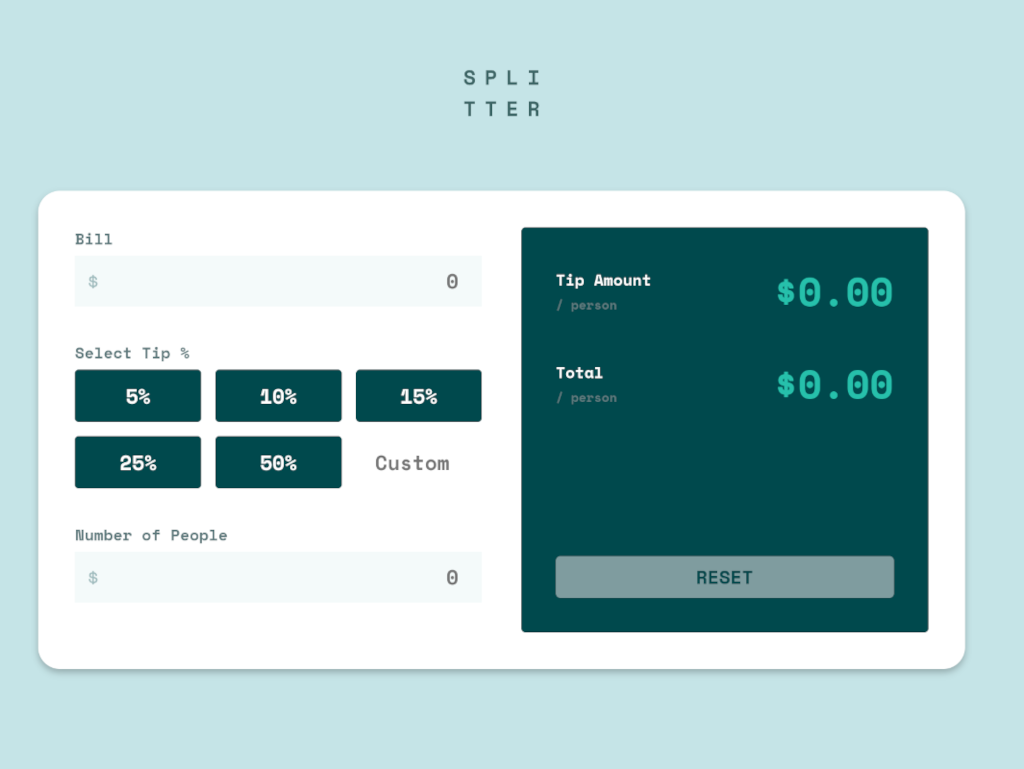 SPLI
TTER
Bill
$ 0
Select Tip %
5% 10% 15%
25% 50% Custom
Number of People
$ 0
Tip Amount
/ person
$0.00
Total
/ person
$0.00
RESET